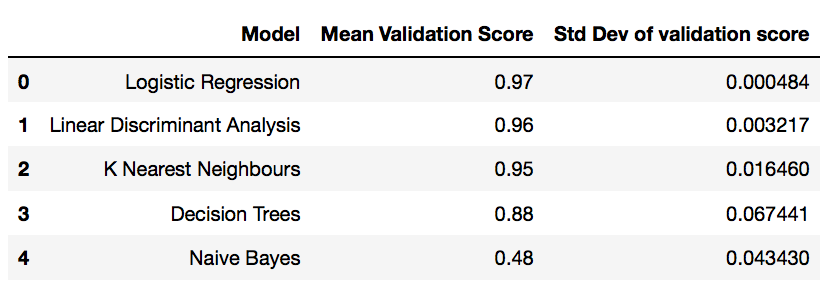 Model Mean Validation Score Std Dev of validation score
0 Logistic Regression 0.97 0.000484
1 Linear Discriminant Analysis 0.96 0.003217
2 K Nearest Neighbours 0.95 0.016460
3 Decision Trees 0.88 0.067441
4 Naive Bayes 0.48 0.043430